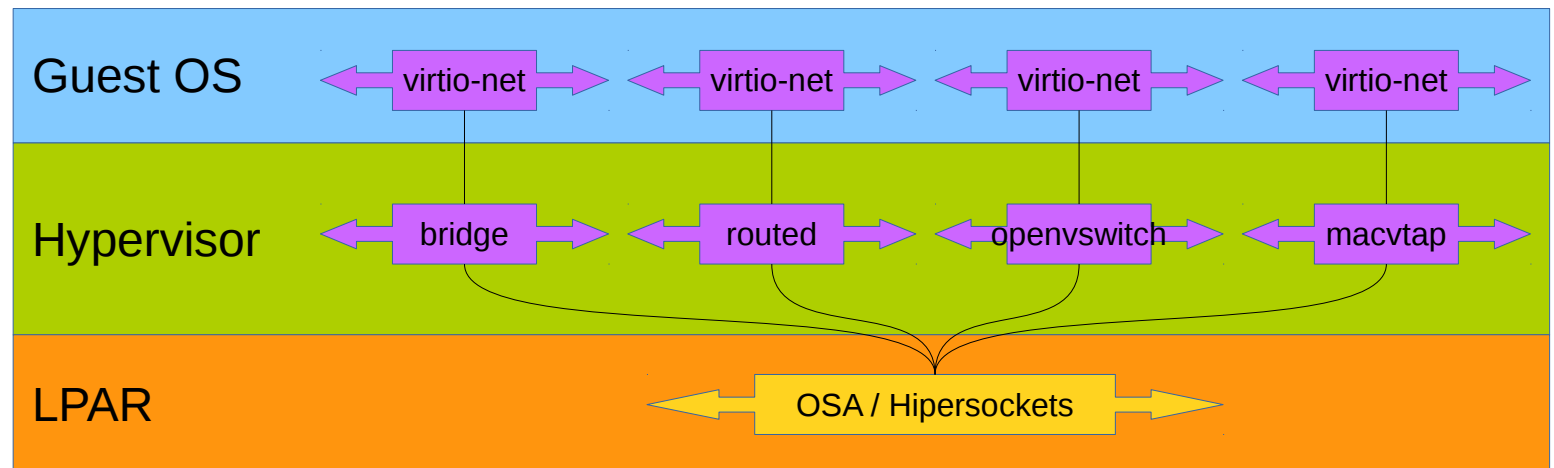 Guest OS
virtio-net
virtio-net
virtio-net
virtio-net
Hypervisor
bridge
routed
openvswitch
macvtap
LPAR
OSA / Hipersockets